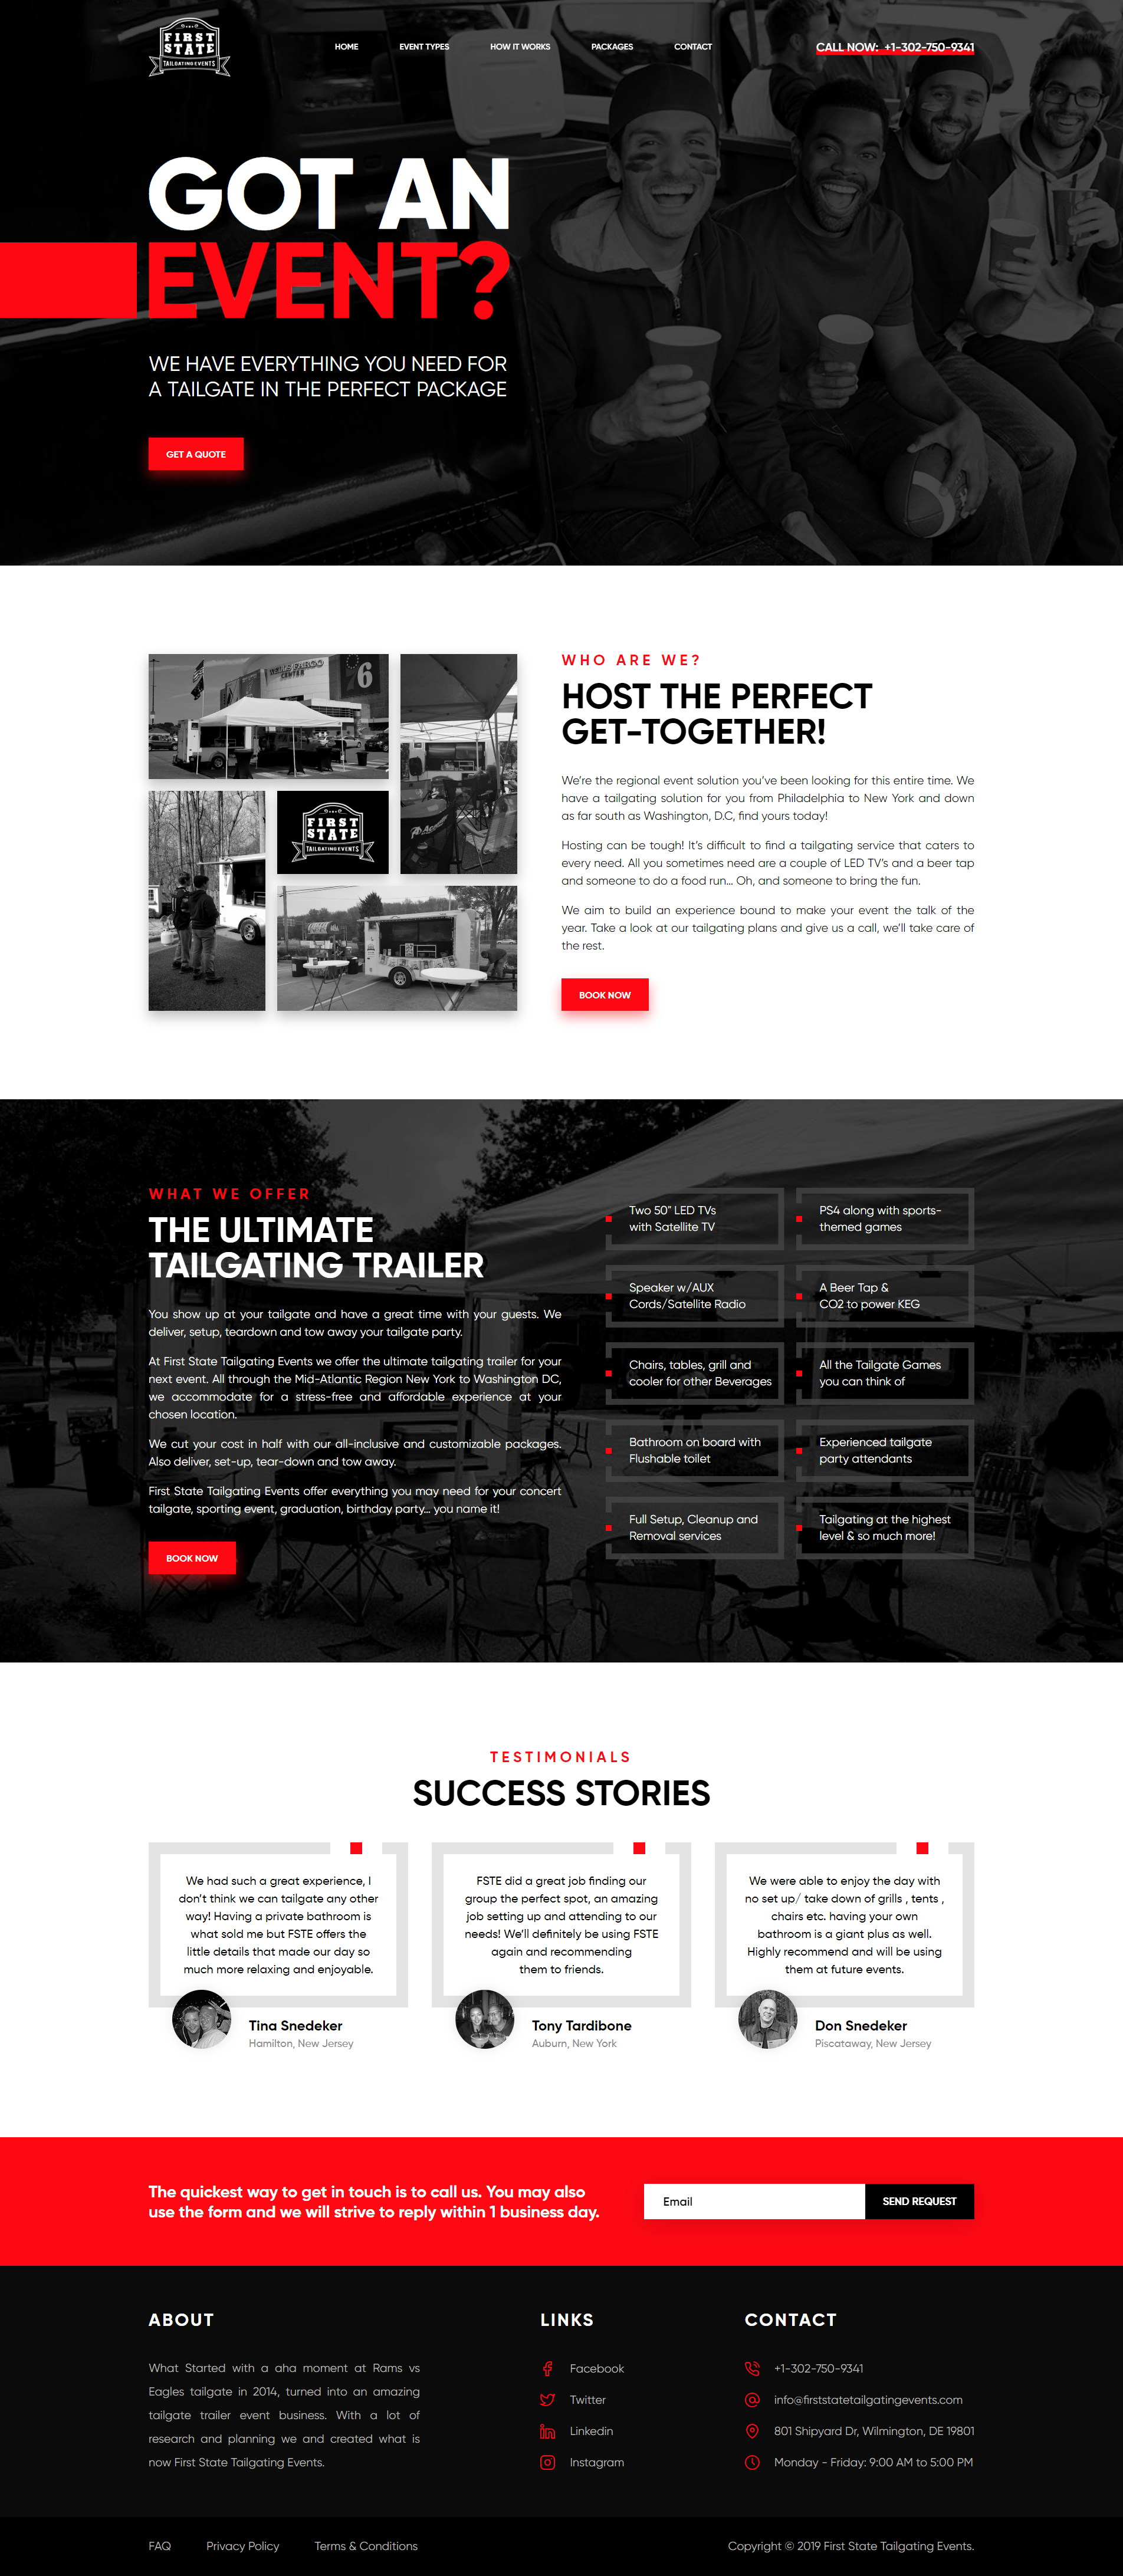 FIRST
STATE
TAILGATING EVENTS
HOME
EVENT TYPES
HOW IT WORKS
PACKAGES
CONTACT
CALL NOW: +1-302-750-9341
GOT AN
EVENT?
WE HAVE EVERYTHING YOU NEED FOR
A TAILGATE IN THE PERFECT PACKAGE
GET A QUOTE
WELLS FARGO
CENTER
76
FIRST
STATE
TAILGATING EVENTS
WHO ARE WE?
HOST THE PERFECT
GET-TOGETHER!
We're the regional event solution you've been looking for this entire time. We
have a tailgating solution for you from Philadelphia to New York and down
as far south as Washington, D.C, find yours today!
Hosting can be tough! It's difficult to find a tailgating service that caters to
every need. All you sometimes need are a couple of LED TV's and a beer tap
and someone to do a food run... Oh, and someone to bring the fun.
We aim to build an experience bound to make your event the talk of the
year. Take a look at our tailgating plans and give us a call, we'll take care of
the rest.
BOOK NOW
WHAT WE OFFER
THE ULTIMATE
TAILGATING TRAILER
You show up at your tailgate and have a great time with your guests. We
deliver, setup, teardown and tow away your tailgate party.
At First State Tailgating Events we offer the ultimate tailgating trailer for your
next event. All through the Mid-Atlantic Region New York to Washington DC,
we accommodate for a stress-free and affordable experience at your
chosen location.
We cut your cost in half with our all-inclusive and customizable packages.
Also deliver, set-up, tear-down and tow away.
First State Tailgating Events offer everything you may need for your concert
tailgate, sporting event, graduation, birthday party... you name it!
BOOK NOW
Two 50" LED TVs
with Satellite TV
PS4 along with sports-
themed games
Speaker w/AUX
Cords/Satellite Radio
A Beer Tap &
CO2 to power KEG
Chairs, tables, grill and
cooler for other Beverages
All the Tailgate Games
you can think of
Bathroom on board with
Flushable toilet
Experienced tailgate
party attendants
Full Setup, Cleanup and
Removal services
Tailgating at the highest
level & so much more!
TESTIMONIALS
SUCCESS STORIES
We had such a great experience, I
don't think we can tailgate any other
way! Having a private bathroom is
what sold me but FSTE offers the
little details that made our day so
much more relaxing and enjoyable.
Tina Snedeker
Hamilton, New Jersey
FSTE did a great job finding our
group the perfect spot, an amazing
job setting up and attending to our
needs! We'll definitely be using FSTE
again and recommending
them to friends.
Tony Tardibone
Auburn, New York
We were able to enjoy the day with
no set up/ take down of grills , tents ,
chairs etc. having your own
bathroom is a giant plus as well.
Highly recommend and will be using
them at future events.
Don Snedeker
Piscataway, New Jersey
The quickest way to get in touch is to call us. You may also
use the form and we will strive to reply within 1 business day.
Email
SEND REQUEST
ABOUT
What Started with a aha moment at Rams vs
Eagles tailgate in 2014, turned into an amazing
tailgate trailer event business. With a lot of
research and planning we and created what is
now First State Tailgating Events.
LINKS
Facebook
Twitter
Linkedin
Instagram
CONTACT
+1-302-750-9341
info@firststatetailgatingevents.com
801 Shipyard Dr, Wilmington, DE 19801
Monday - Friday: 9:00 AM to 5:00 PM
FAQ
Privacy Policy
Terms & Conditions
Copyright © 2019 First State Tailgating Events.